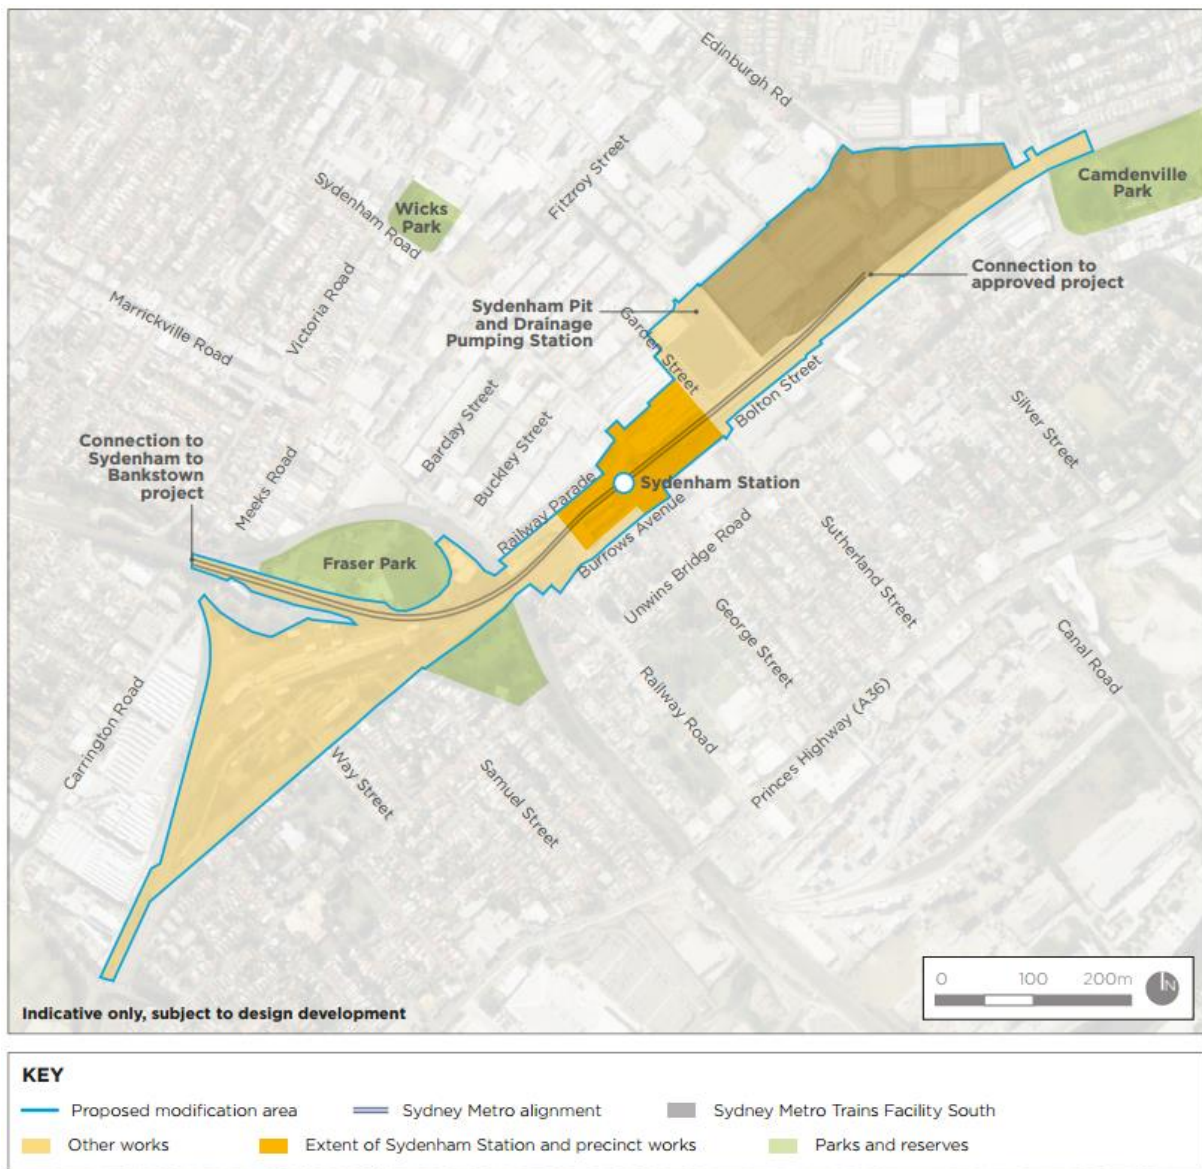 Edinburgh Rd
Camdenville
Park
Fitzroy Street
Sydenham Road
Wicks
Park
Connection to
approved project
Victoria Road
Marrickville Road
Sydenham Pit
and Drainage
Pumping Station
Garden Street
Bolton Street
Silver Street
Barclay Street
Buckley Street
Connection to
Sydenham to
Bankstown
project
Meeks Road
Sydenham Station
Railway Parade
Burrows Avenue
Unwins Bridge Road
Sutherland Street
Fraser Park
George Street
Canal Road
Railway Road
Princes Highway (A36)
Carrington Road
Way Street
Samuel Street
0 100 200m
N
Indicative only, subject to design development
KEY
Proposed modification area Sydney Metro alignment Sydney Metro Trains Facility South
Other works Extent of Sydenham Station and precinct works Parks and reserves